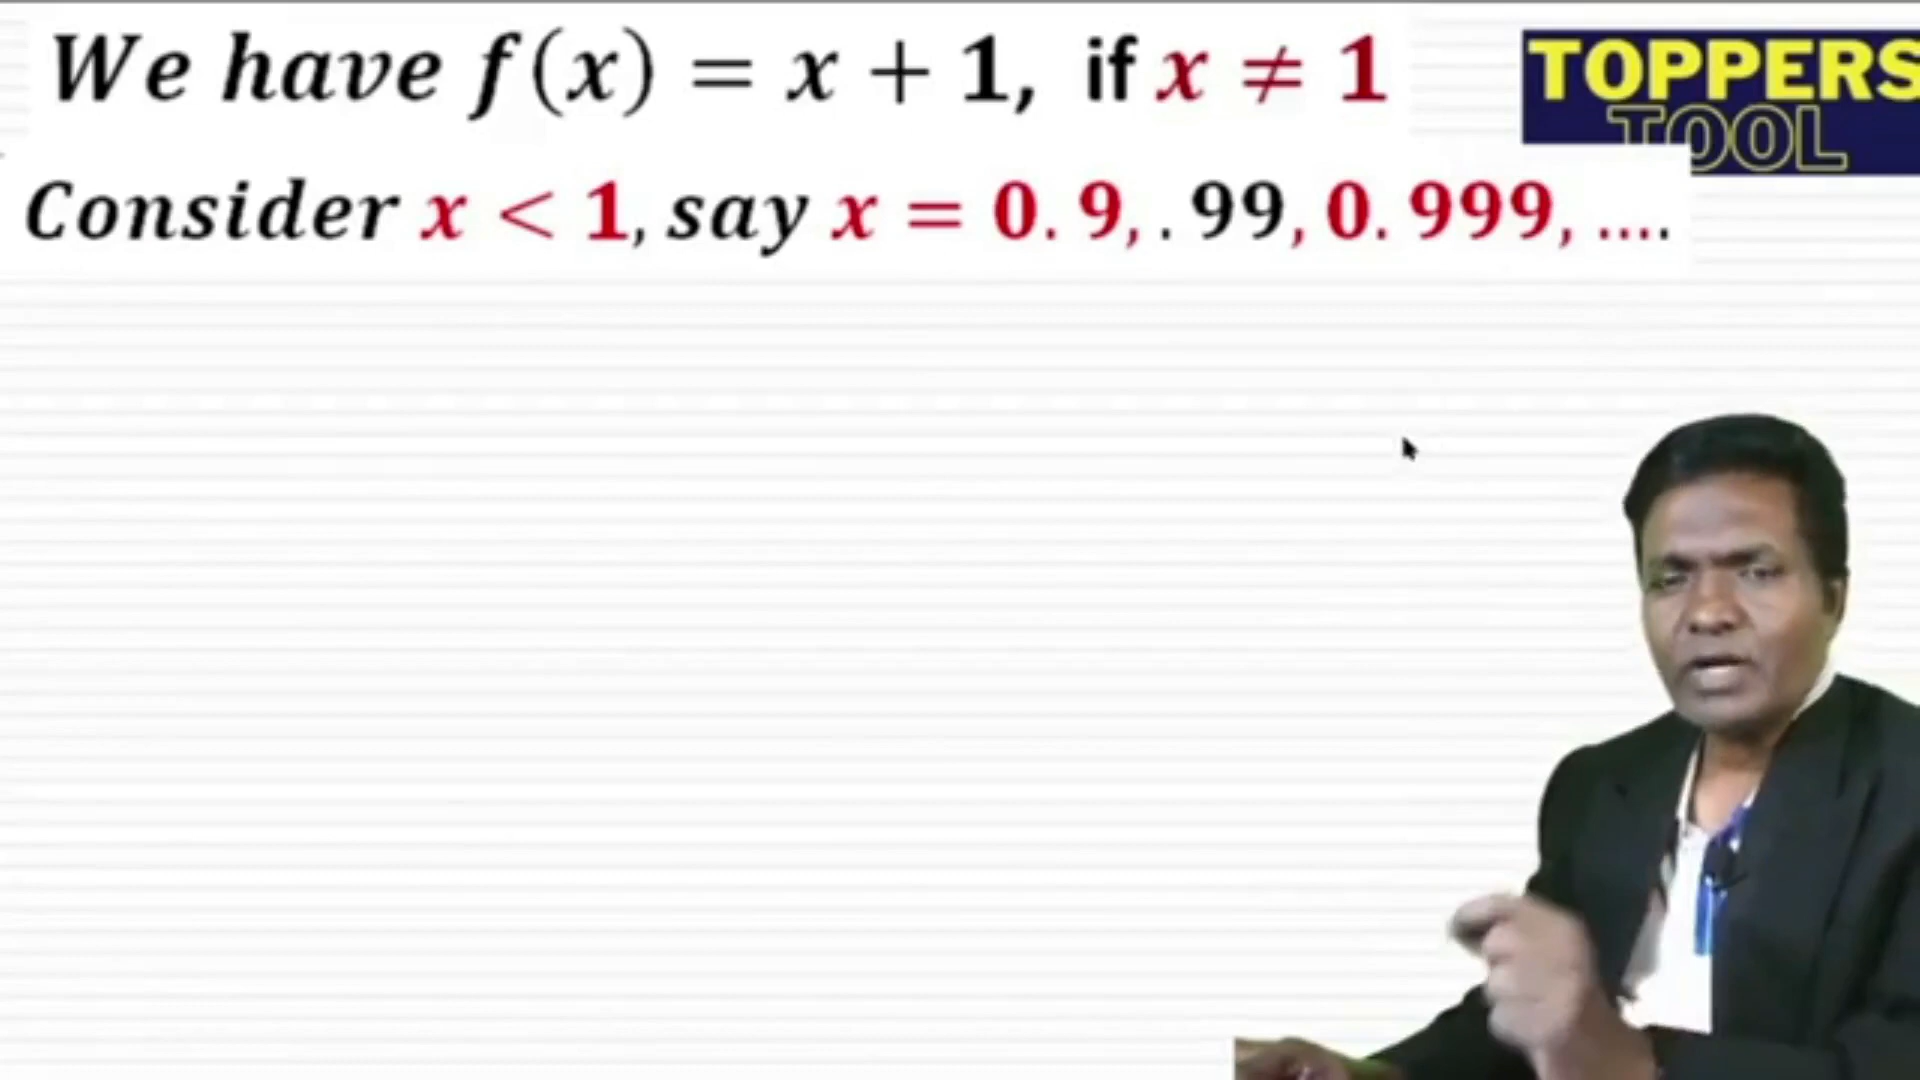 We have f(x) = x + 1, if x ≠ 1
TOPPERS
TOOL
Consider x < 1, say x = 0.9, .99, 0.999, ....